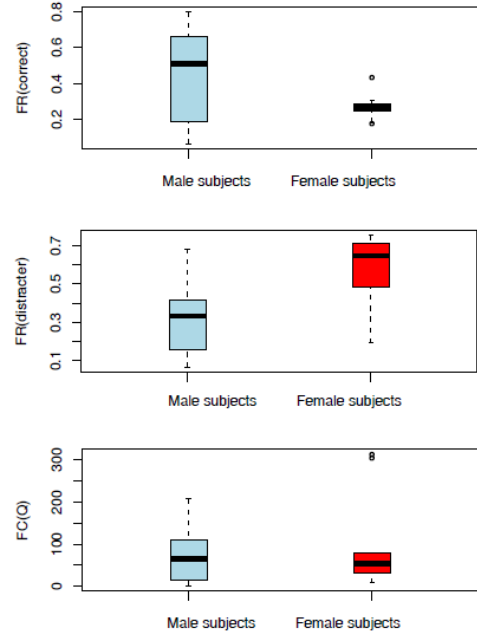 FR(correct)
0.8
0.6
0.4
0.2
Male subjects Female subjects
FR(distracter)
0.7
0.5
0.3
0.1
Male subjects Female subjects
FC(Q)
300
200
100
0
Male subjects Female subjects